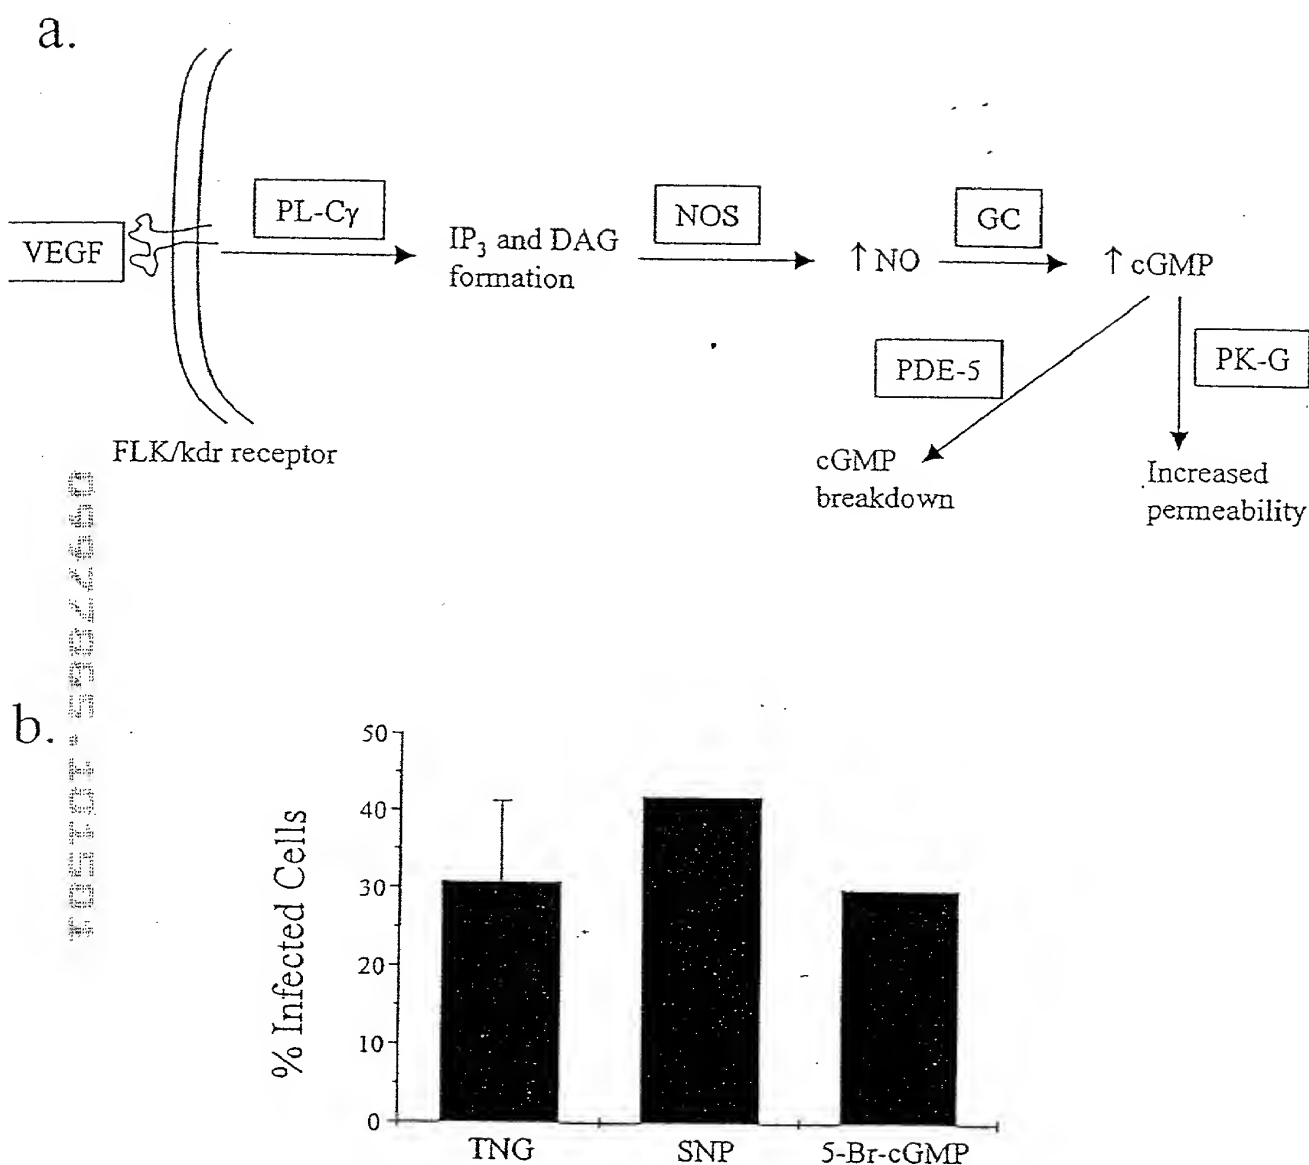 a.
VEGF
PL-Cγ
IP₃ and DAG
formation
NOS
↑ NO
GC
↑ cGMP
PDE-5
PK-G
FLK/kdr receptor
cGMP
breakdown
Increased
permeability
b.
% Infected Cells
50
40
30
20
10
0
TNG
SNP
5-Br-cGMP